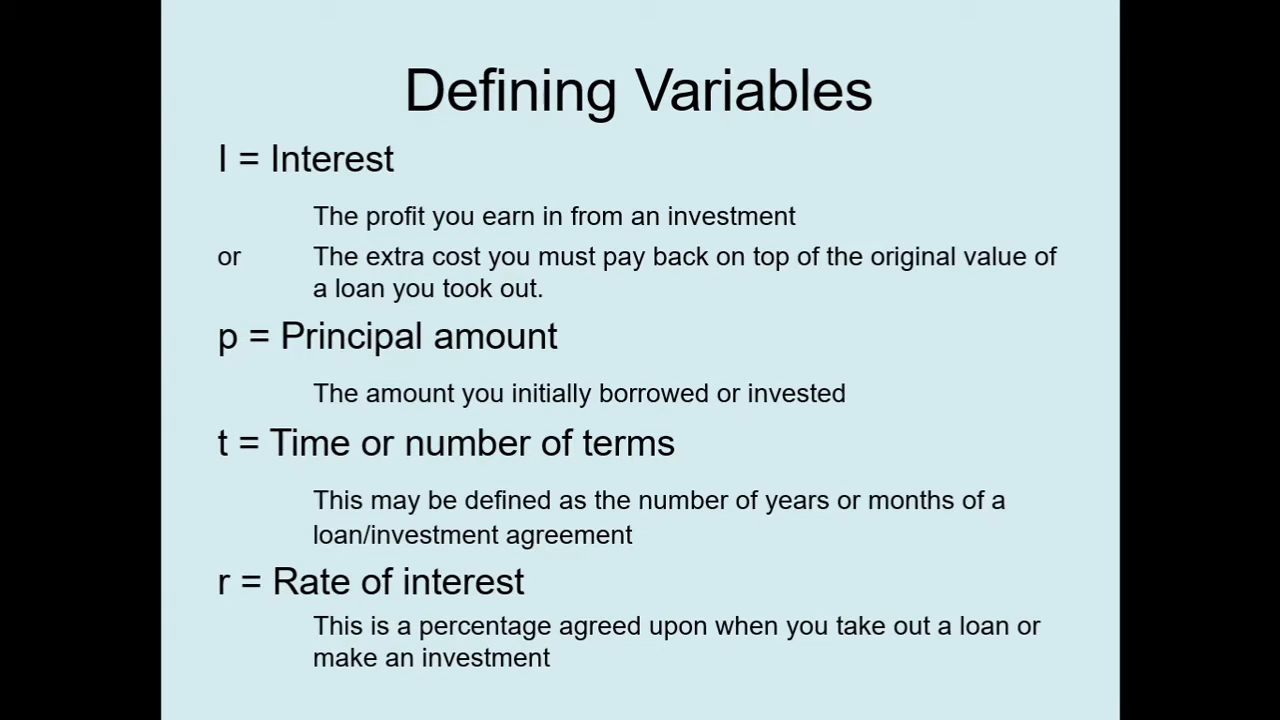 Defining Variables
I = Interest
The profit you earn in from an investment
or The extra cost you must pay back on top of the original value of
a loan you took out.
p = Principal amount
The amount you initially borrowed or invested
t = Time or number of terms
This may be defined as the number of years or months of a
loan/investment agreement
r = Rate of interest
This is a percentage agreed upon when you take out a loan or
make an investment